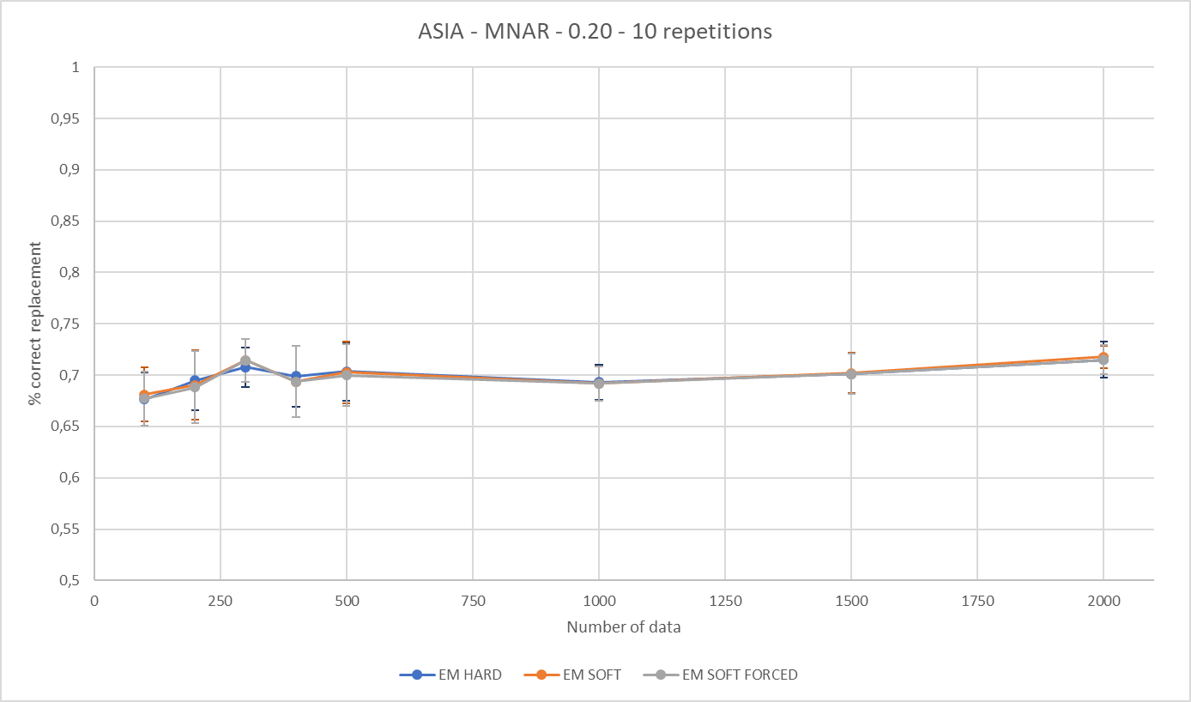 ASIA - MNAR - 0.20 - 10 repetitions
1
0,95
0,9
0,85
0,8
0,75
0,7
0,65
0,6
0,55
0,5
% correct replacement
0 250 500 750 1000 1250 1500 1750 2000
Number of data
EM HARD EM SOFT EM SOFT FORCED